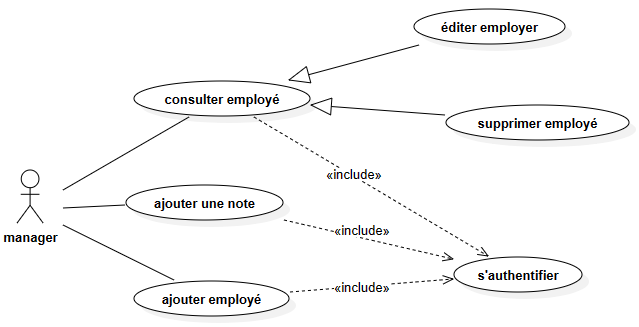 éditer employer
consulter employé
supprimer employé
«include»
ajouter une note
manager
«include»
s'authentifier
«include»
ajouter employé